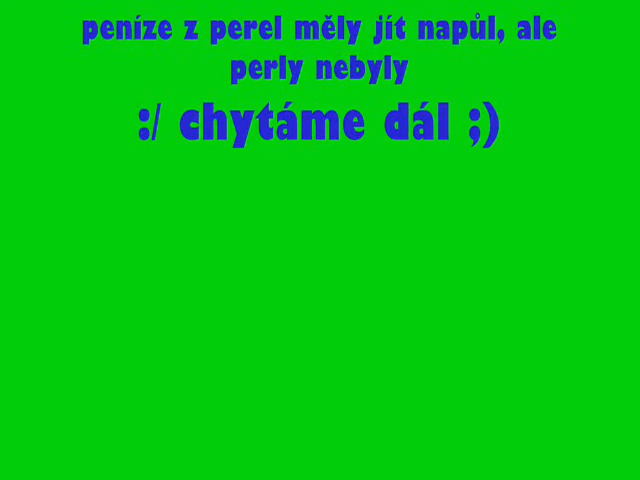 peníze z perel měly jít napůl, ale
perly nebyly
:/ chytáme dál ;)